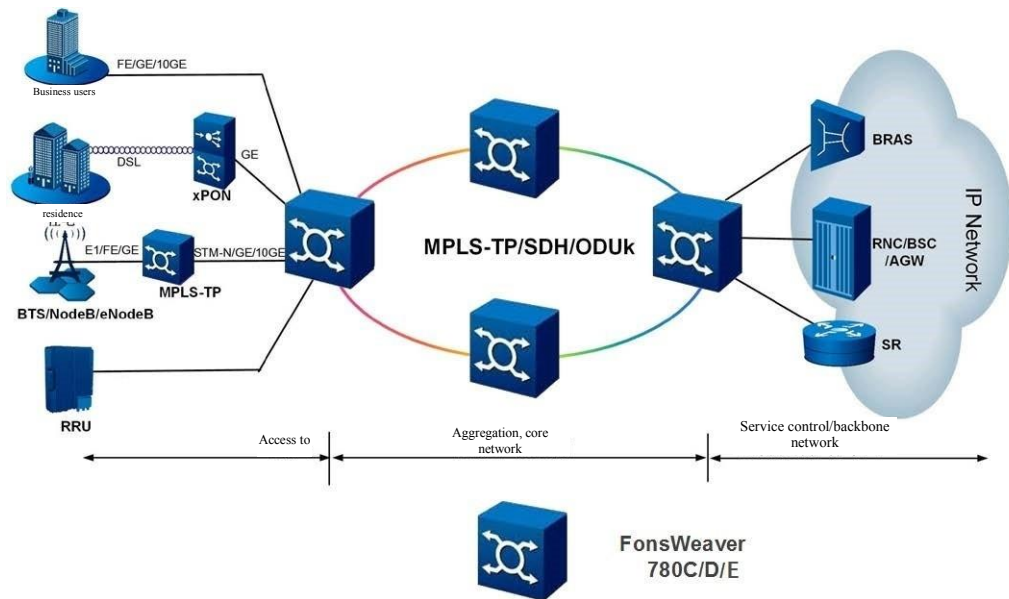 FE/GE/10GE
Business users
DSL
GE
xPON
residence
E1/FE/GE
STM-N/GE/10GE
MPLS-TP
BTS/NodeB/eNodeB
RRU
MPLS-TP/SDH/ODUk
BRAS
RNC/BSC
/AGW
SR
IP Network
Access to
Aggregation, core
network
Service control/backbone
network
FonsWeaver
780C/D/E